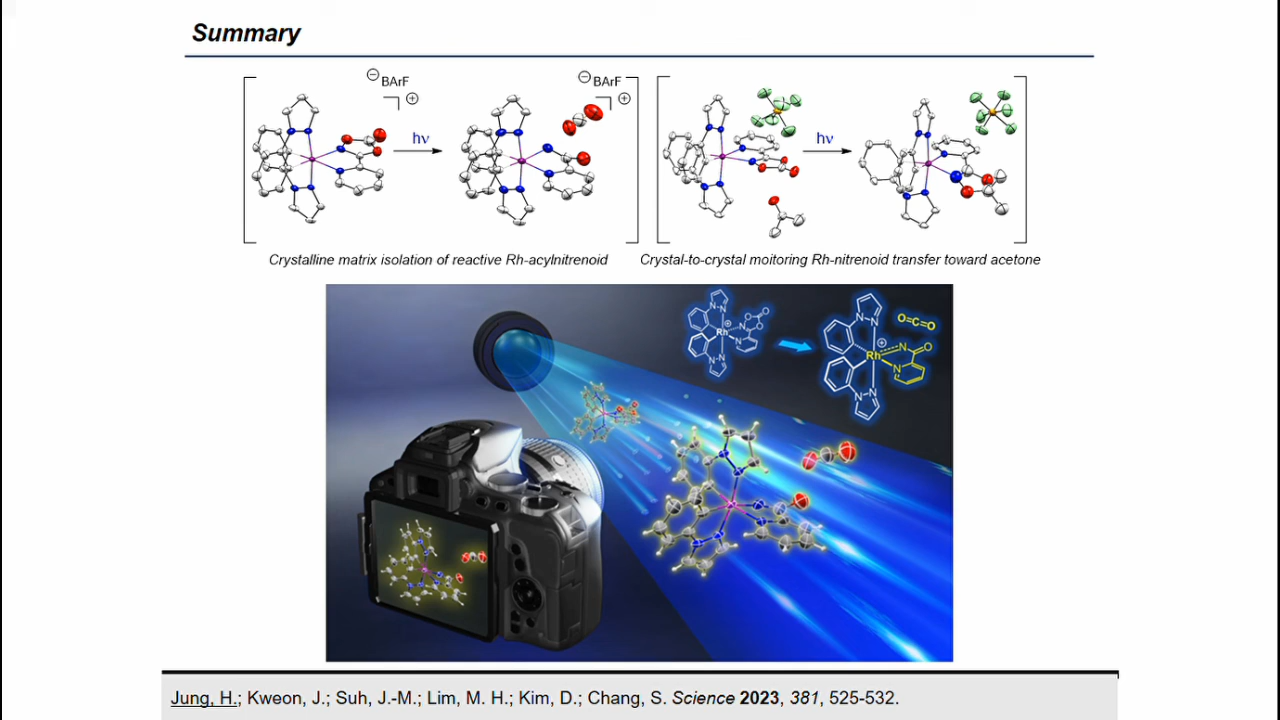 Summary
⊖ BArF
⊕
hν
⊖ BArF
⊕
hν
Crystalline matrix isolation of reactive Rh-acylnitrenoid
Crystal-to-crystal moitoring Rh-nitrenoid transfer toward acetone
N N Rh ⊕ N N N N O O O
O=C=O
N N Rh ⊕ N O N N N
Jung, H.; Kweon, J.; Suh, J.-M.; Lim, M. H.; Kim, D.; Chang, S. Science 2023, 381, 525-532.